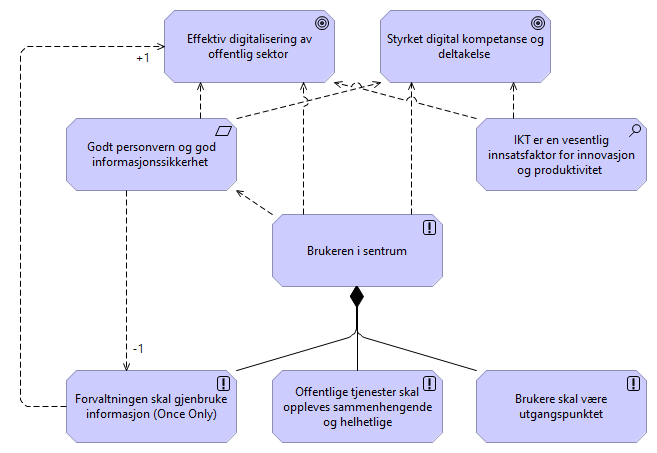 Effektiv digitalisering av
offentlig sektor
Styrket digital kompetanse og
deltakelse
+1
Godt personvern og god
informasjonssikkerhet
IKT er en vesentlig
innsatsfaktor for innovasjon
og produktivitet
Brukeren i sentrum
-1
Forvaltningen skal gjenbruke
informasjon (Once Only)
Offentlige tjenester skal
oppleves sammenhengende
og helhetlige
Brukere skal være
utgangspunktet